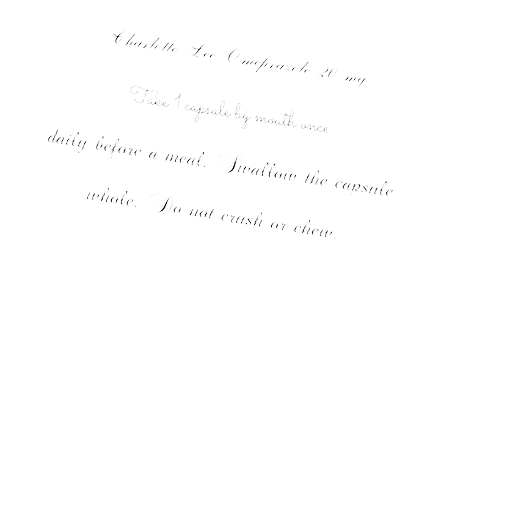 Charlotte Lee Omeprazole 20 mg
Take 1 capsule by mouth once
daily before a meal. Swallow the capsule
whole. Do not crush or chew.